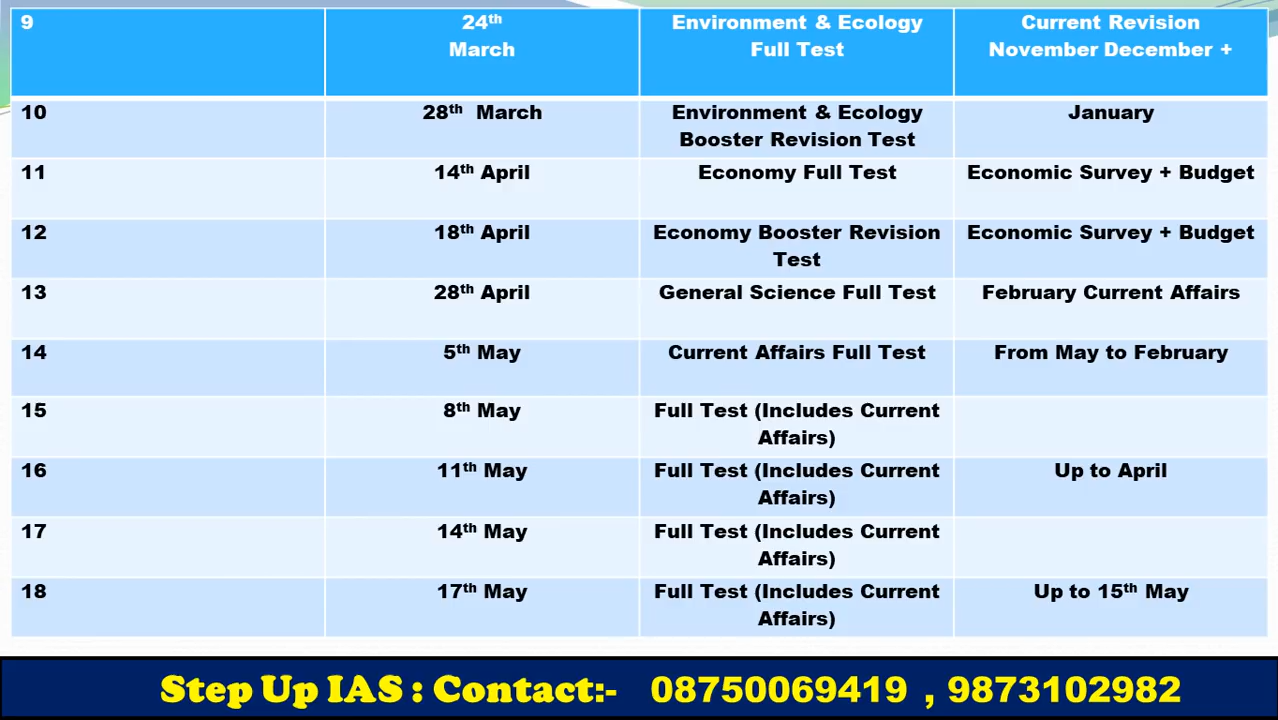 9 24th March Environment & Ecology Full Test Current Revision November December +
10 28th March Environment & Ecology Booster Revision Test January
11 14th April Economy Full Test Economic Survey + Budget
12 18th April Economy Booster Revision Test Economic Survey + Budget
13 28th April General Science Full Test February Current Affairs
14 5th May Current Affairs Full Test From May to February
15 8th May Full Test (Includes Current Affairs)
16 11th May Full Test (Includes Current Affairs) Up to April
17 14th May Full Test (Includes Current Affairs)
18 17th May Full Test (Includes Current Affairs) Up to 15th May
Step Up IAS : Contact:- 08750069419 , 9873102982